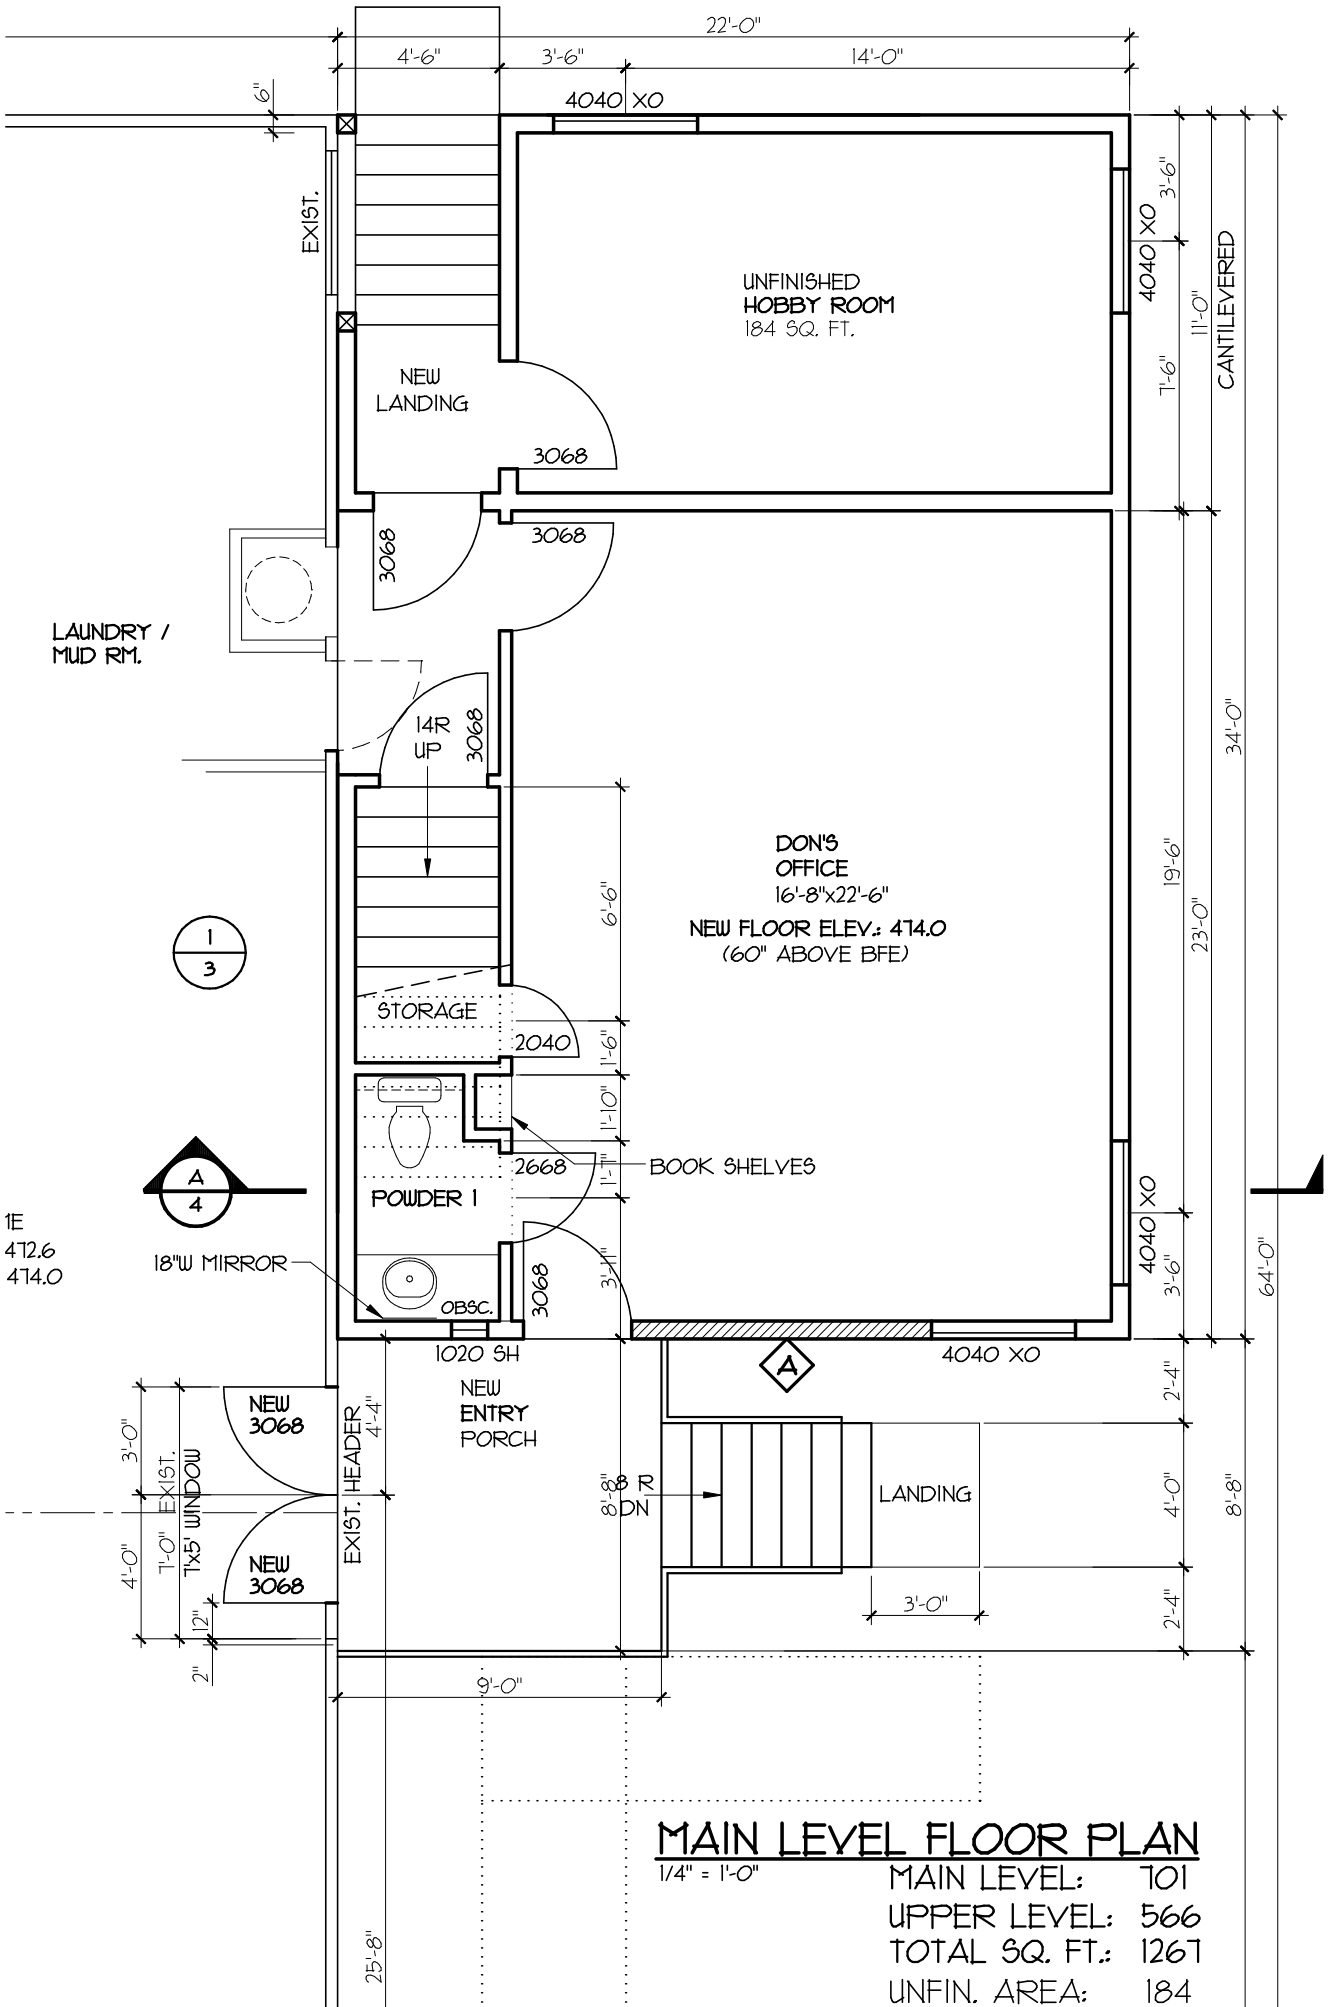 22'-0"
4'-6"
3'-6"
14'-0"
6"
4040 XO
EXIST.
3'-6"
4040 XO
11'-0"
CANTILEVERED
UNFINISHED
HOBBY ROOM
184 SQ. FT.
7'-6"
NEW
LANDING
3068
3068
3068
LAUNDRY /
MUD RM.
14R
UP
3068
34'-0"
DON'S
OFFICE
16'-8"x22'-6"
NEW FLOOR ELEV.: 474.0
(60" ABOVE BFE)
19'-6"
23'-0"
6'-6"
1
3
STORAGE
2040
1'-6"
1'-10"
BOOK SHELVES
2668
1'-7"
A
4
POWDER 1
1E
472.6
474.0
18"W MIRROR
3'-11"
3068
OBSC.
4040 XO
3'-6"
64'-0"
1020 SH
A
4040 XO
NEW
ENTRY
PORCH
2'-4"
NEW
3068
4'-4"
EXIST. HEADER
3'-0"
EXIST.
7'-0"
7'x5' WINDOW
8'-8"
8 R
DN
LANDING
4'-0"
8'-8"
NEW
3068
4'-0"
12"
2"
3'-0"
2'-4"
9'-0"
MAIN LEVEL FLOOR PLAN
1/4" = 1'-0"
MAIN LEVEL: 701
UPPER LEVEL: 566
TOTAL SQ. FT.: 1267
UNFIN. AREA: 184
25'-8"